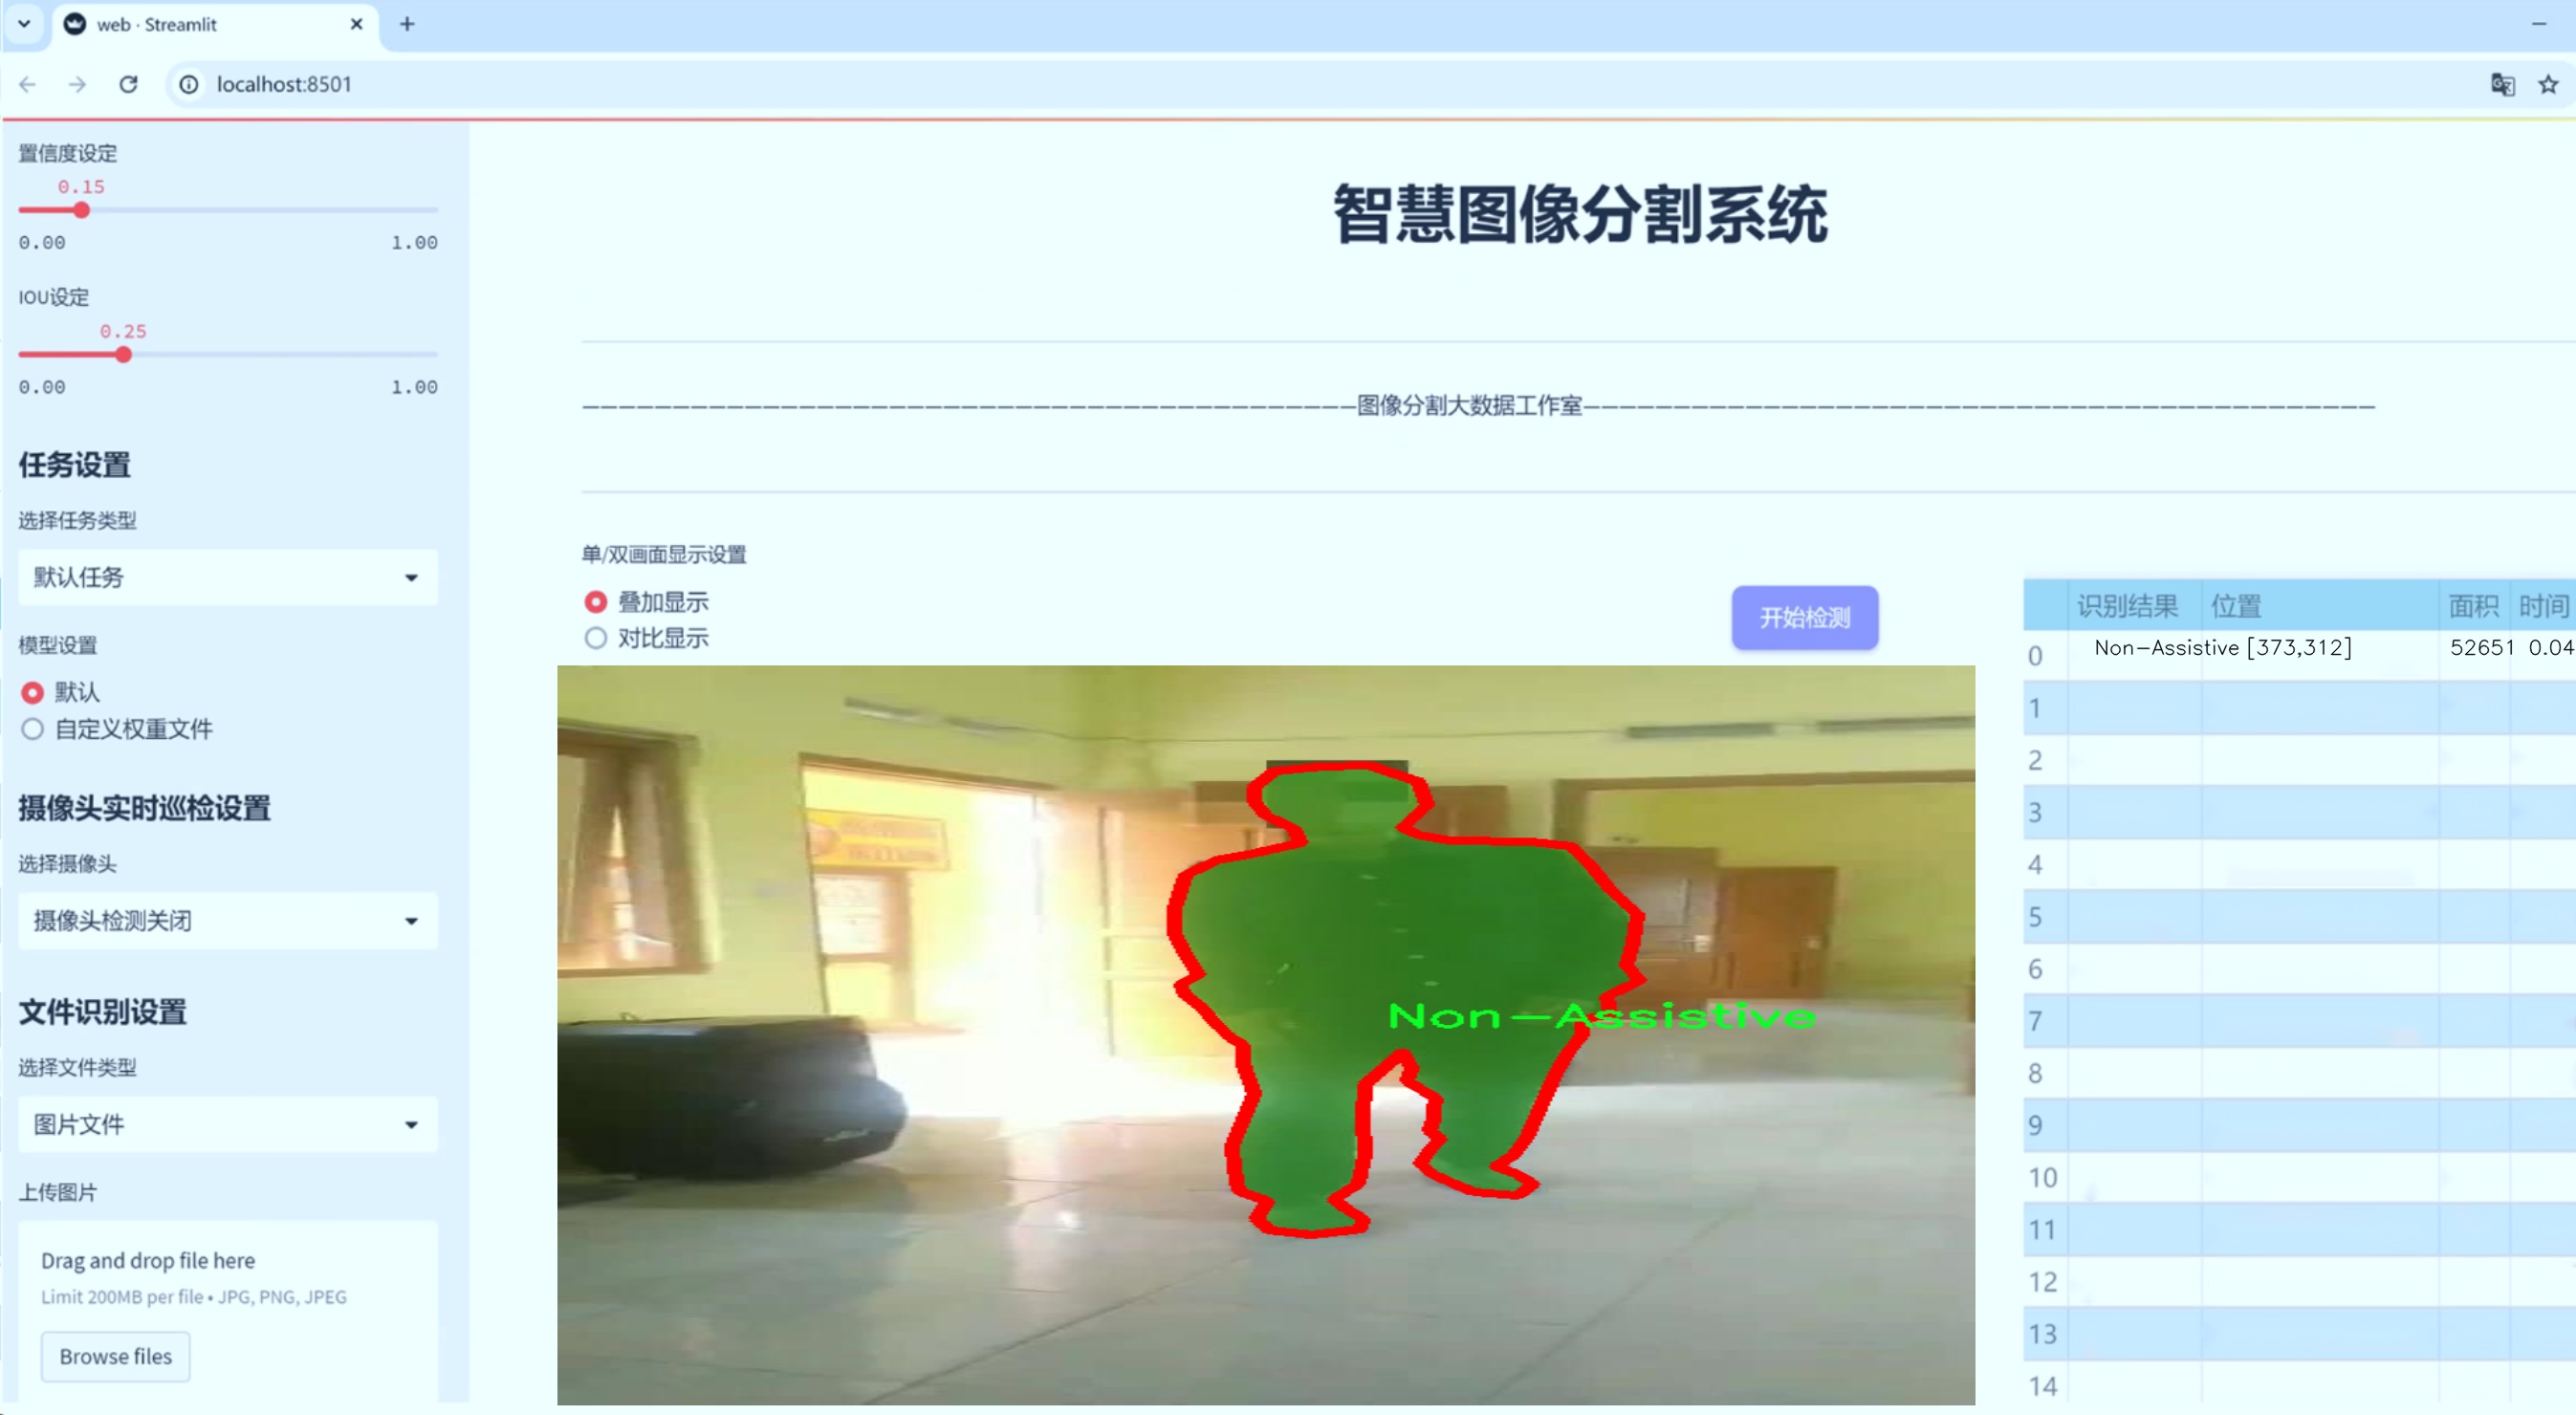 web · Streamlit
localhost:8501
置信度设定
0.15
0.00 1.00
IOU设定
0.25
0.00 1.00
任务设置
选择任务类型
默认任务
模型设置
默认
自定义权重文件
摄像头实时巡检设置
选择摄像头
摄像头检测关闭
文件识别设置
选择文件类型
图片文件
上传图片
Drag and drop file here
Limit 200MB per file • JPG, PNG, JPEG
Browse files
智慧图像分割系统
———————————————————————————————————————————图像分割大数据工作室————————————————————————————————————————————
单/双画面显示设置
叠加显示
对比显示
开始检测
Non-Assistive
识别结果 位置 面积 时间
0 Non-Assistive [373,312] 52651 0.04
1
2
3
4
5
6
7
8
9
10
11
12
13
14